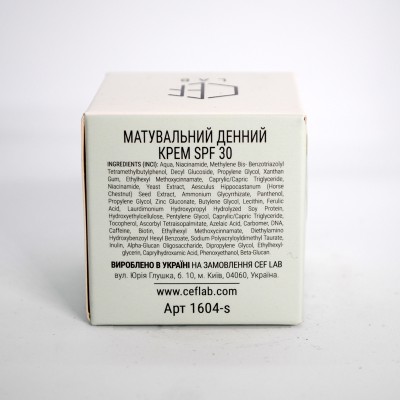 CEF
LAB
МАТУВАЛЬНИЙ ДЕННИЙ
КРЕМ SPF 30
INGREDIENTS (INCI): Aqua, Niacinamide, Methylene Bis- Benzotriazolyl
Tetramethylbutylphenol, Decyl Glucoside, Propylene Glycol, Xanthan
Gum, Ethylhexyl Methoxycinnamate, Caprylic/Capric Triglyceride,
Niacinamide, Yeast Extract, Aesculus Hippocastanum (Horse
Chestnut) Seed Extract, Ammonium Glycyrrhizate, Panthenol,
Propylene Glycol, Zinc Gluconate, Butylene Glycol, Lecithin, Ferulic
Acid, Laurdimonium Hydroxypropyl Hydrolyzed Soy Protein,
Hydroxyethylcellulose, Pentylene Glycol, Caprylic/Capric Triglyceride,
Tocopherol, Ascorbyl Tetraisopalmitate, Azelaic Acid, Carbomer, DNA,
Caffeine, Biotin, Ethylhexyl Methoxycinnamate, Diethylamino
Hydroxybenzoyl Hexyl Benzoate, Sodium Polyacryloyldimethyl Taurate,
Inulin, Alpha-Glucan Oligosaccharide, Dipropylene Glycol, Ethylhexyl
glycerin, Caprylhydroxamic Acid, Phenoxyethanol, Beta-Glucan
ВИРОБЛЕНО В УКРАЇНІ НА ЗАМОВЛЕННЯ CEF LAB
вул. Юрія Глушка, б. 10, м. Київ, 04060, Україна.
www.ceflab.com
Арт 1604-s